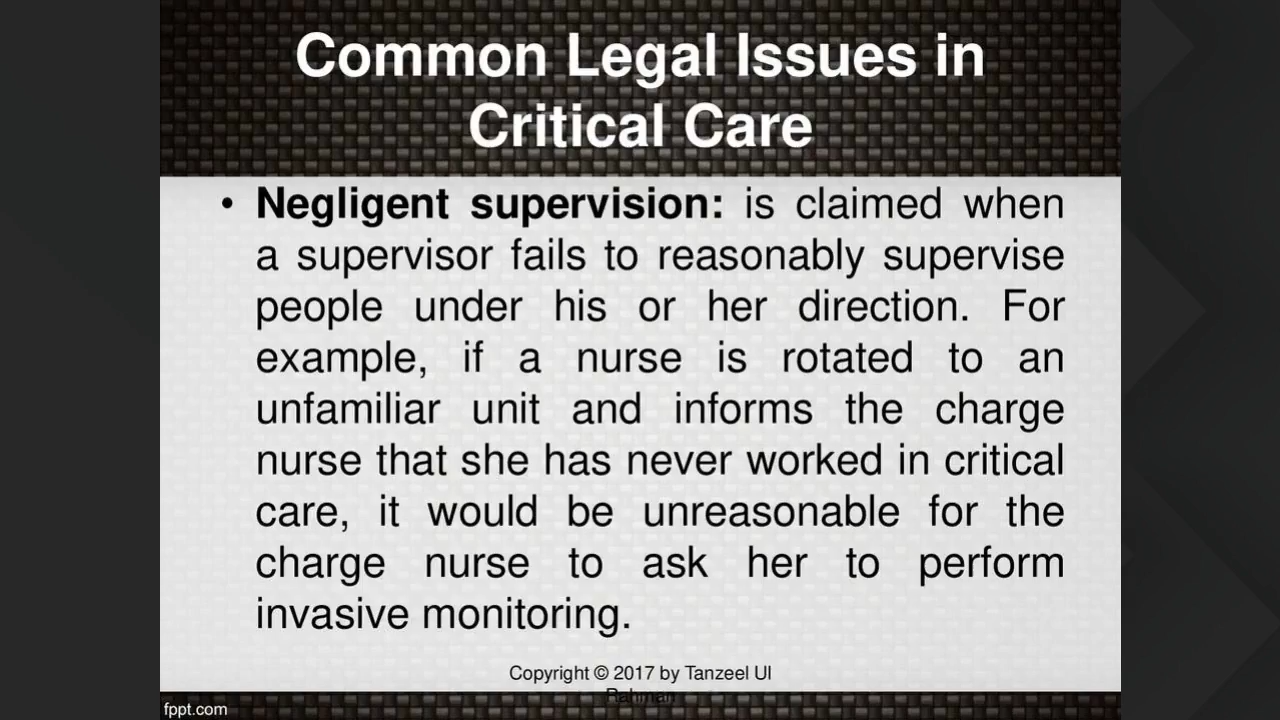 Common Legal Issues in
Critical Care
• Negligent supervision: is claimed when
a supervisor fails to reasonably supervise
people under his or her direction. For
example, if a nurse is rotated to an
unfamiliar unit and informs the charge
nurse that she has never worked in critical
care, it would be unreasonable for the
charge nurse to ask her to perform
invasive monitoring.
Copyright © 2017 by Tanzeel Ul
Rahman
fppt.com